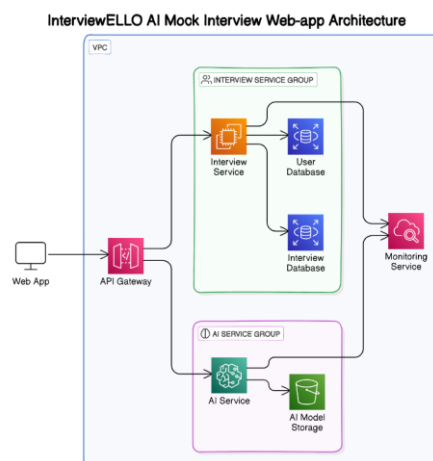 InterviewELLO AI Mock Interview Web-app Architecture
VPC
INTERVIEW SERVICE GROUP
Interview
Service
User
Database
Interview
Database
Web App
API Gateway
Monitoring
Service
AI SERVICE GROUP
AI Service
AI Model
Storage